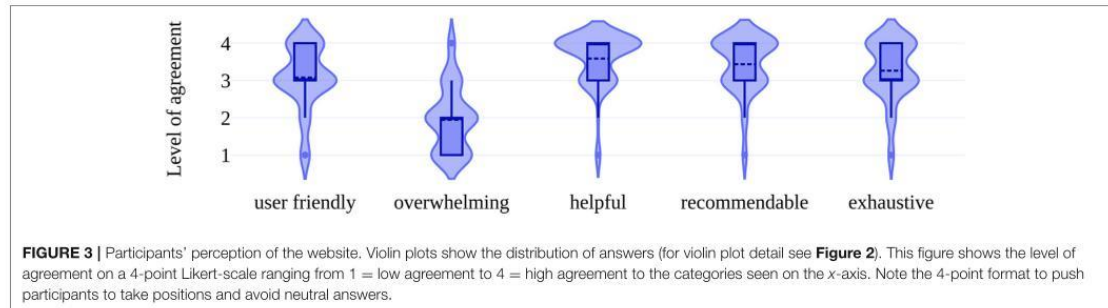 Level of agreement
4
3
2
1
user friendly overwhelming helpful recommendable exhaustive
FIGURE 3 | Participants' perception of the website. Violin plots show the distribution of answers (for violin plot detail see Figure 2). This figure shows the level of
agreement on a 4-point Likert-scale ranging from 1 = low agreement to 4 = high agreement to the categories seen on the x-axis. Note the 4-point format to push
participants to take positions and avoid neutral answers.